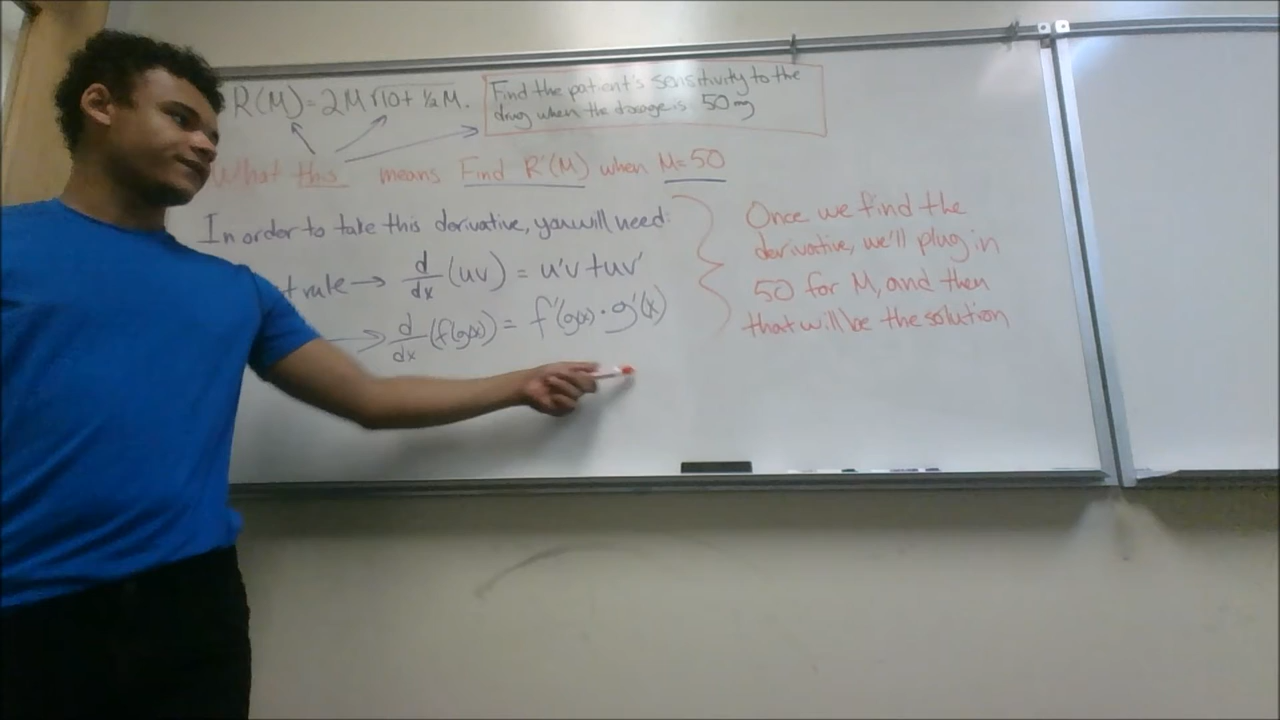 R(M) = 2M√10 + ½M.
Find the patient's sensitivity to the
drug when the dosage is 50mg
What this means Find R'(M) when M=50
In order to take this derivative, you will need:
t rule → d/dx (uv) = u'v + uv'
→ d/dx (f(g(x)) = f'(g(x) · g'(x)
Once we find the
derivative, we'll plug in
50 for M, and then
that will be the solution